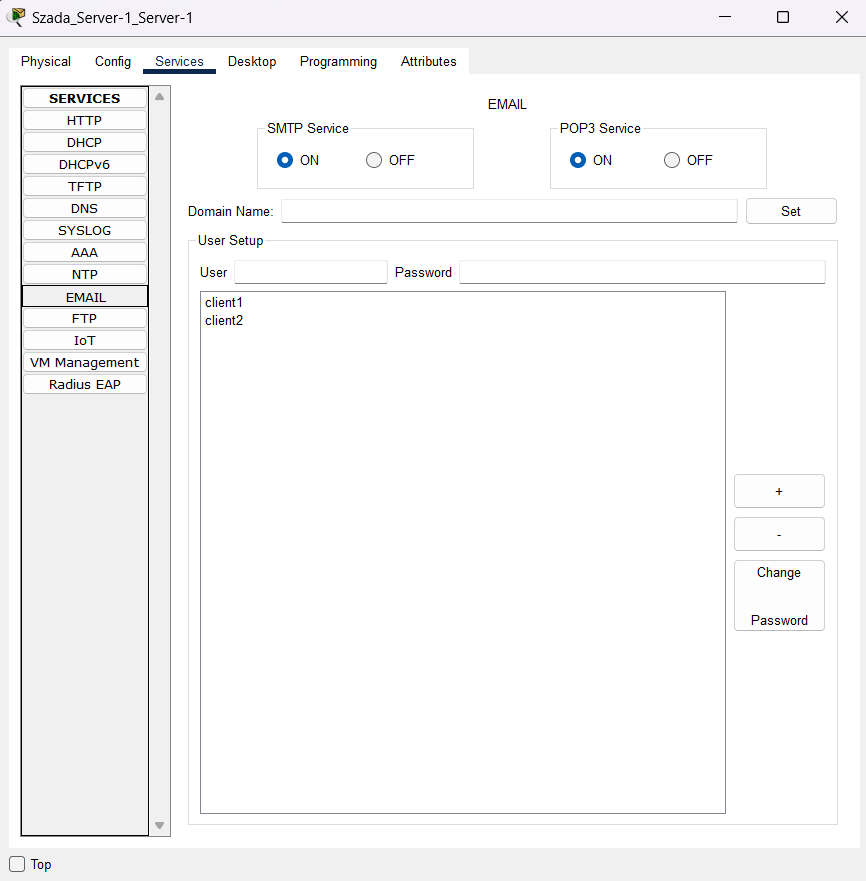 Szada_Server-1_Server-1
Physical Config Services Desktop Programming Attributes
SERVICES
HTTP
DHCP
DHCPv6
TFTP
DNS
SYSLOG
AAA
NTP
EMAIL
FTP
IoT
VM Management
Radius EAP
EMAIL
SMTP Service
ON OFF
POP3 Service
ON OFF
Domain Name: Set
User Setup
User Password
client1
client2
+
-
Change
Password
Top